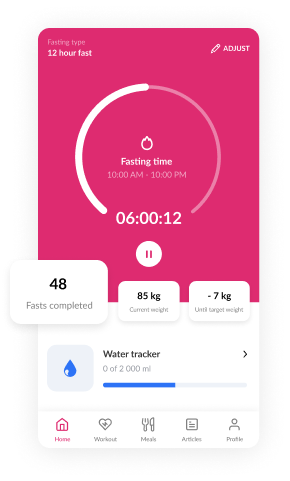 Fasting type
12 hour fast
ADJUST
Fasting time
10:00 AM - 10:00 PM
06:00:12
48
Fasts completed
85 kg
Current weight
- 7 kg
Until target weight
Water tracker
0 of 2 000 ml
Home
Workout
Meals
Articles
Profile